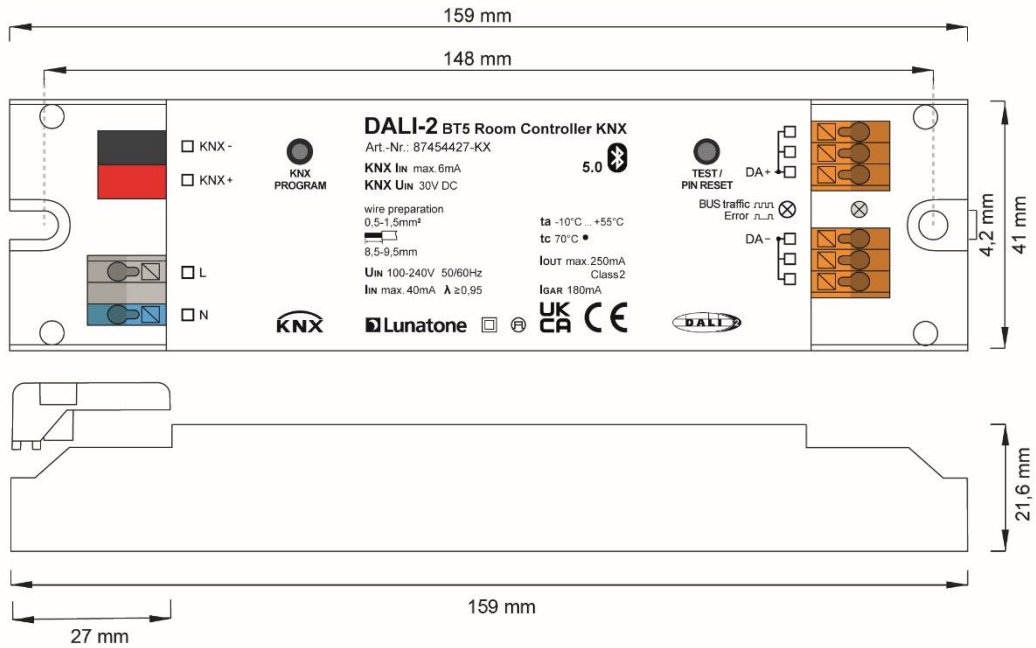 159 mm
148 mm
KNX -
KNX+
KNX
PROGRAM
DALI-2 BT5 Room Controller KNX
Art.-Nr.: 87454427-KX
KNX IIN max.6mA
KNX UIN 30V DC
5.0
wire preparation
0,5-1,5mm²
8,5-9,5mm
ta -10°C ... +55°C
tc 70°C
UIN 100-240V 50/60Hz
IIN max.40mA λ ≥0,95
IOUT max.250mA
Class2
IGAR 180mA
TEST /
PIN RESET
DA+
BUS traffic
Error
DA-
L
N
KNX
Lunatone
UK
CA
CE
DALI 2
4,2 mm
41 mm
21,6 mm
159 mm
27 mm